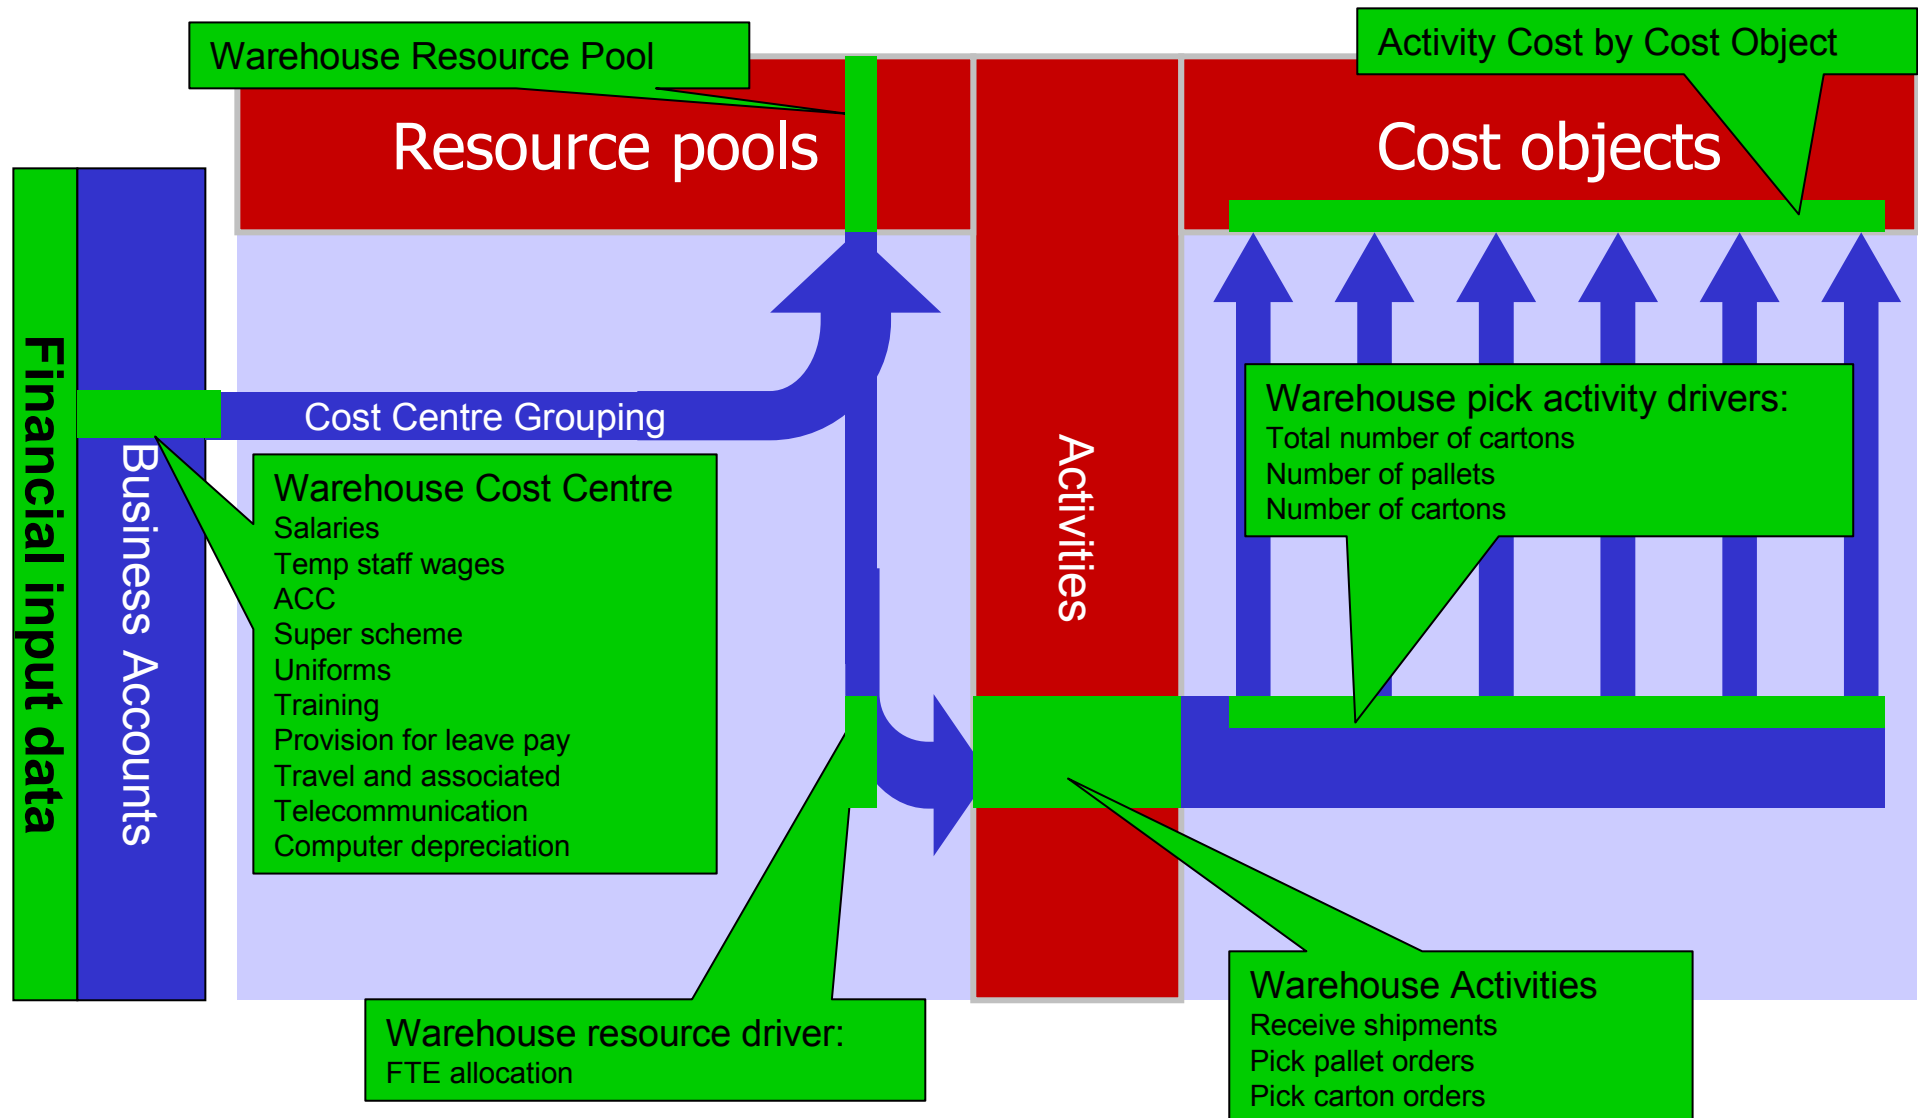 Warehouse Resource Pool
Activity Cost by Cost Object
Resource pools
Cost objects
Financial input data
Business Accounts
Cost Centre Grouping
Activities
Warehouse Cost Centre
Salaries
Temp staff wages
ACC
Super scheme
Uniforms
Training
Provision for leave pay
Travel and associated
Telecommunication
Computer depreciation
Warehouse pick activity drivers:
Total number of cartons
Number of pallets
Number of cartons
Warehouse resource driver:
FTE allocation
Warehouse Activities
Receive shipments
Pick pallet orders
Pick carton orders